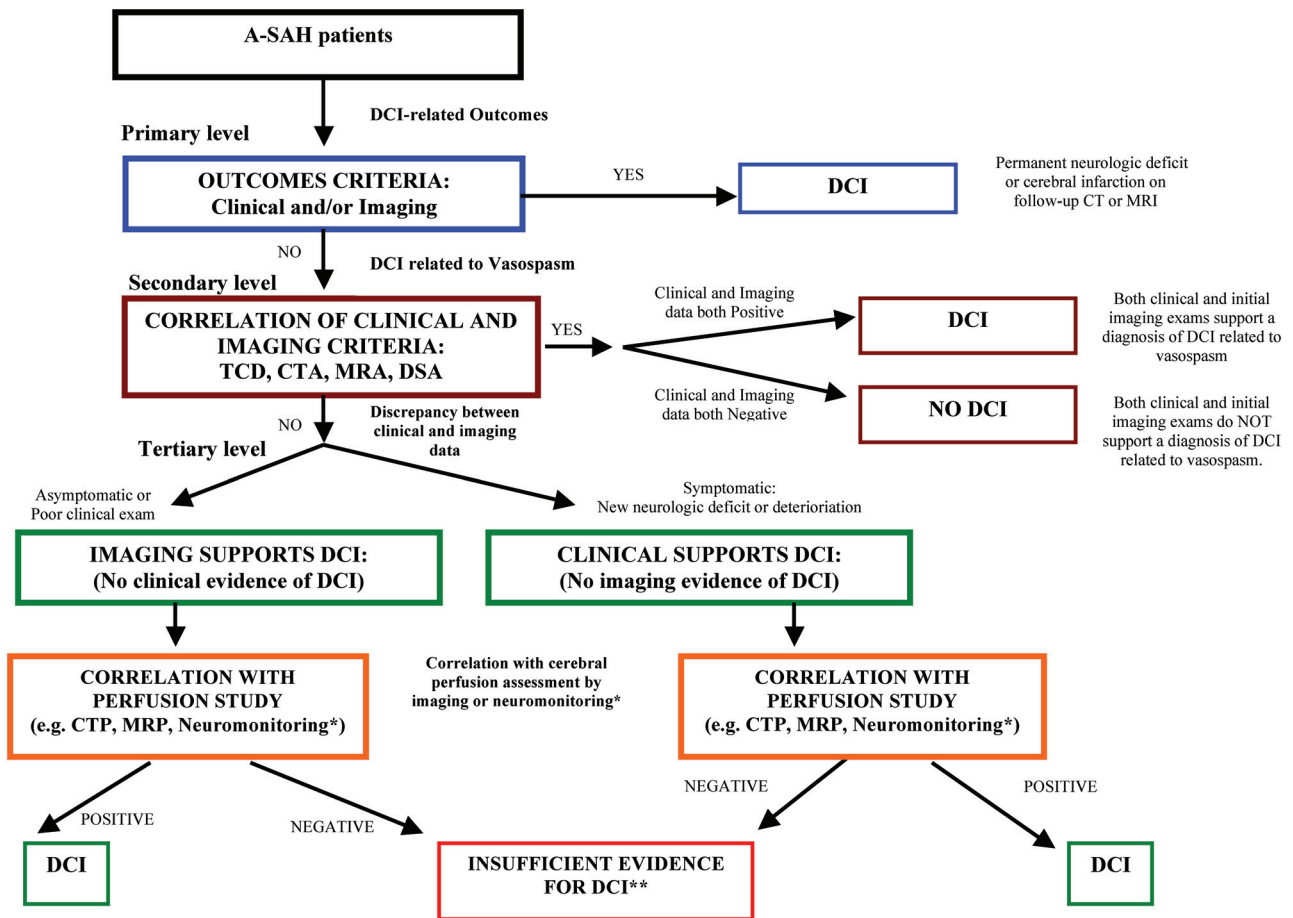 A-SAH patients
DCI-related Outcomes
Primary level
OUTCOMES CRITERIA:
Clinical and/or Imaging
YES
DCI
Permanent neurologic deficit
or cerebral infarction on
follow-up CT or MRI
NO
DCI related to Vasospasm
Secondary level
CORRELATION OF CLINICAL AND
IMAGING CRITERIA:
TCD, CTA, MRA, DSA
YES
Clinical and Imaging
data both Positive
DCI
Both clinical and initial
imaging exams support a
diagnosis of DCI related to
vasospasm
Clinical and Imaging
data both Negative
NO DCI
Both clinical and initial
imaging exams do NOT
support a diagnosis of DCI
related to vasospasm.
NO
Discrepancy between
clinical and imaging
data
Tertiary level
Asymptomatic or
Poor clinical exam
Symptomatic:
New neurologic deficit or deterioriation
IMAGING SUPPORTS DCI:
(No clinical evidence of DCI)
CLINICAL SUPPORTS DCI:
(No imaging evidence of DCI)
CORRELATION WITH
PERFUSION STUDY
(e.g. CTP, MRP, Neuromonitoring*)
Correlation with cerebral
perfusion assessment by
imaging or neuromonitoring*
CORRELATION WITH
PERFUSION STUDY
(e.g. CTP, MRP, Neuromonitoring*)
POSITIVE
NEGATIVE
NEGATIVE
POSITIVE
DCI
INSUFFICIENT EVIDENCE
FOR DCI**
DCI